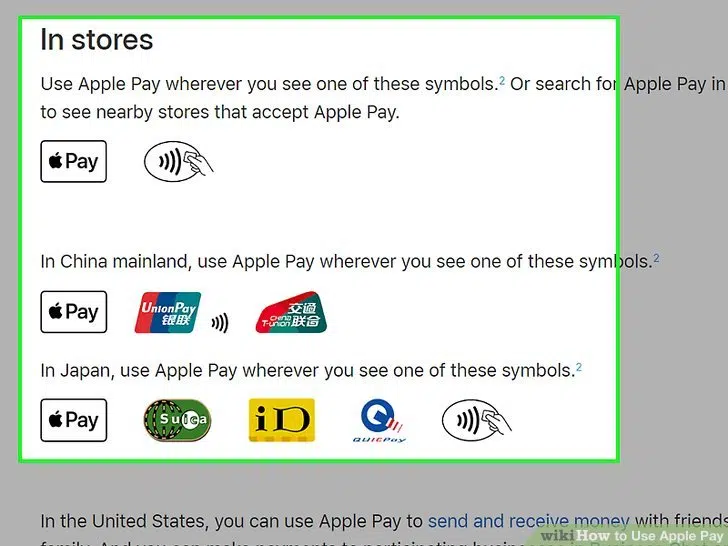 In stores
Use Apple Pay wherever you see one of these symbols.2 Or search for Apple Pay in
to see nearby stores that accept Apple Pay.
Pay
In China mainland, use Apple Pay wherever you see one of these symbols.2
Pay UnionPay 银联 CHINA T-UNION 交通联合
In Japan, use Apple Pay wherever you see one of these symbols.2
Pay Suica iD QUICPay
In the United States, you can use Apple Pay to send and receive money with friends
wikiHow to Use Apple Pay